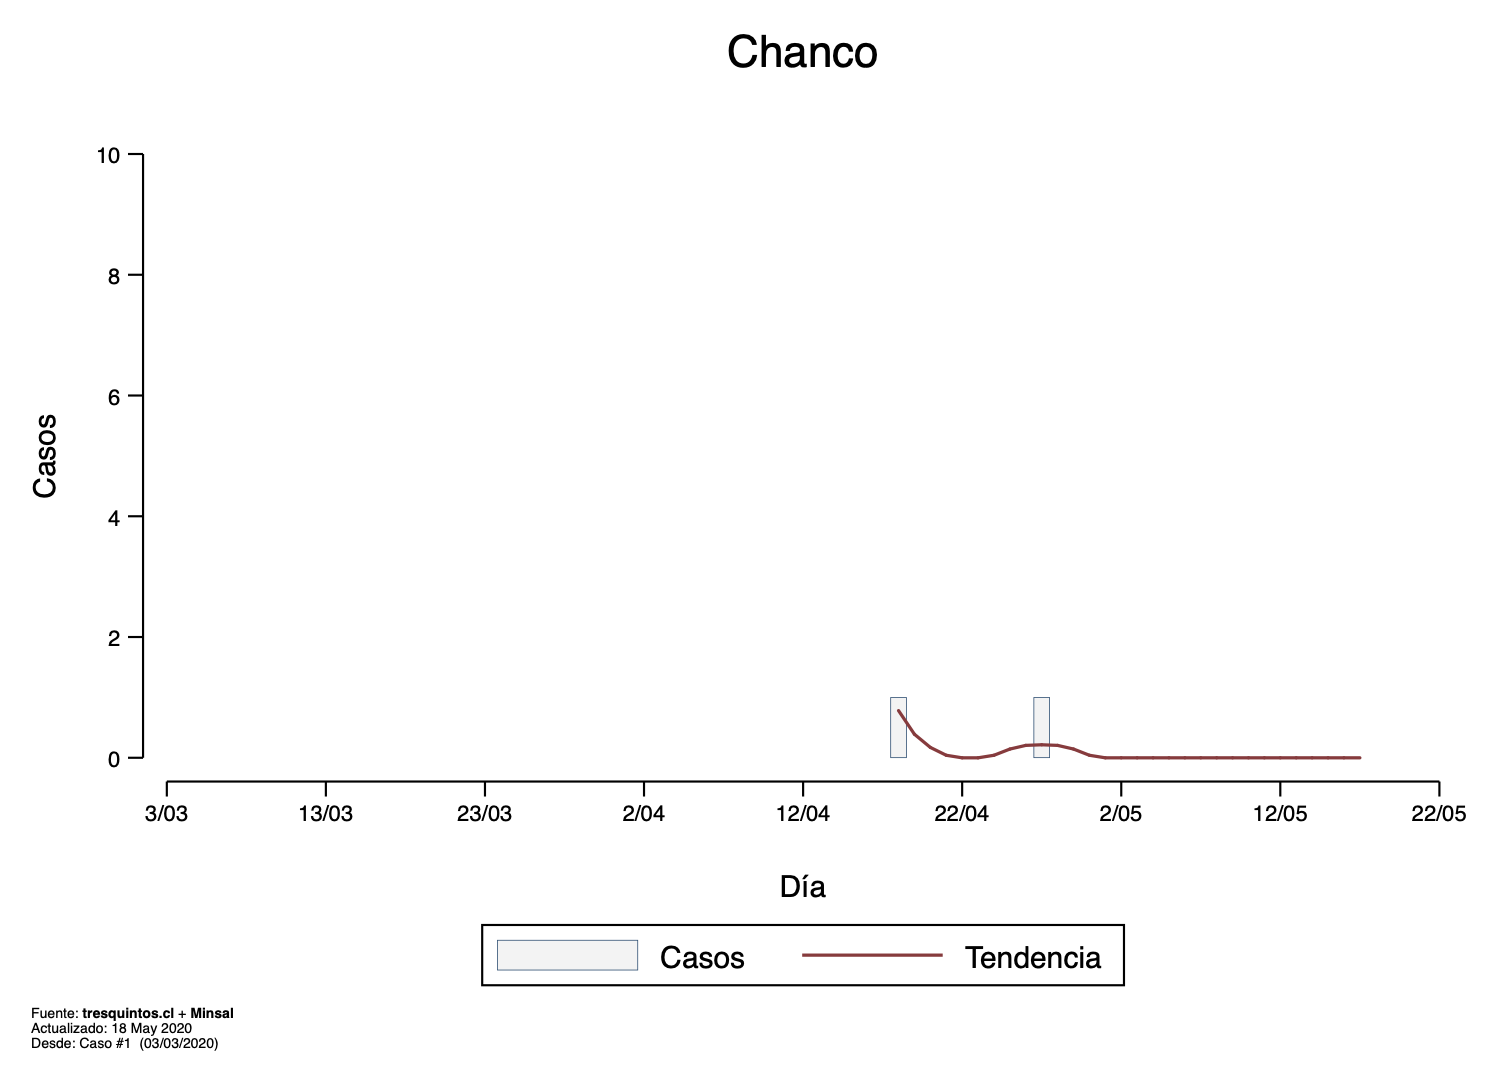 Chanco
Casos
10
8
6
4
2
0
3/03 13/03 23/03 2/04 12/04 22/04 2/05 12/05 22/05
Día
Casos Tendencia
Fuente: tresquintos.cl + Minsal
Actualizado: 18 May 2020
Desde: Caso #1 (03/03/2020)